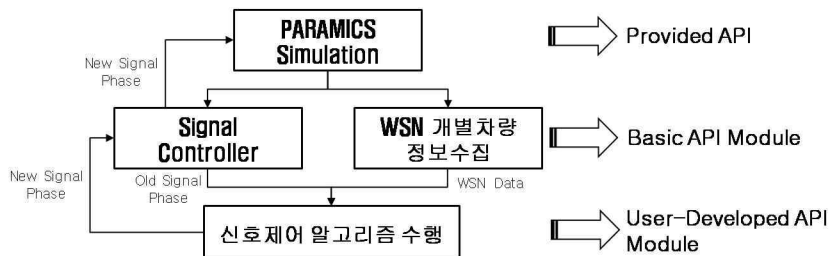 PARAMICS
Simulation
Provided API
New Signal
Phase
Signal
Controller
WSN 개별차량
정보수집
Basic API Module
New Signal
Phase
Old Signal
Phase
WSN Data
신호제어 알고리즘 수행
User-Developed API
Module